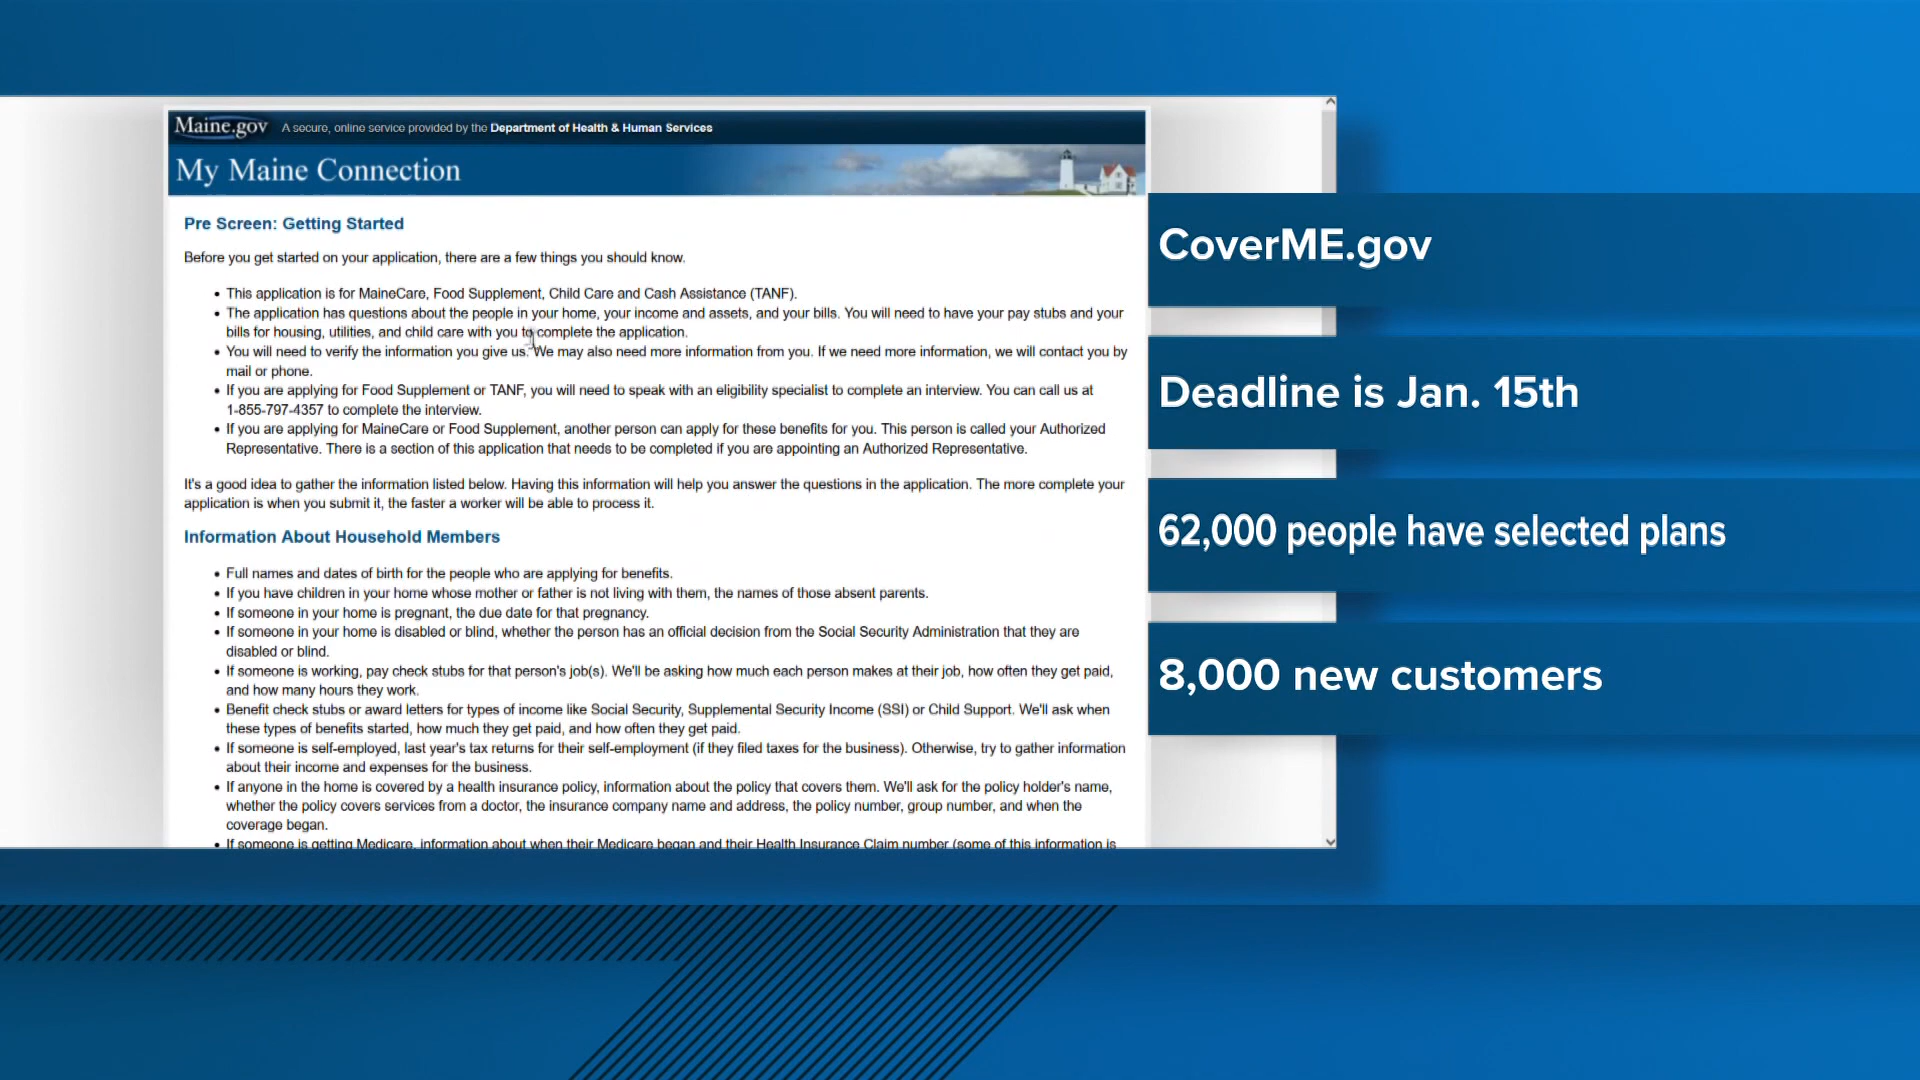 Maine.gov A secure, online service provided by the Department of Health & Human Services
My Maine Connection
Pre Screen: Getting Started
Before you get started on your application, there are a few things you should know.
• This application is for MaineCare, Food Supplement, Child Care and Cash Assistance (TANF).
• The application has questions about the people in your home, your income and assets, and your bills. You will need to have your pay stubs and your
bills for housing, utilities, and child care with you to complete the application.
• You will need to verify the information you give us. We may also need more information from you. If we need more information, we will contact you by
mail or phone.
• If you are applying for Food Supplement or TANF, you will need to speak with an eligibility specialist to complete an interview. You can call us at
1-855-797-4357 to complete the interview.
• If you are applying for MaineCare or Food Supplement, another person can apply for these benefits for you. This person is called your Authorized
Representative. There is a section of this application that needs to be completed if you are appointing an Authorized Representative.
It's a good idea to gather the information listed below. Having this information will help you answer the questions in the application. The more complete your
application is when you submit it, the faster a worker will be able to process it.
Information About Household Members
• Full names and dates of birth for the people who are applying for benefits.
• If you have children in your home whose mother or father is not living with them, the names of those absent parents.
• If someone in your home is pregnant, the due date for that pregnancy.
• If someone in your home is disabled or blind, whether the person has an official decision from the Social Security Administration that they are
disabled or blind.
• If someone is working, pay check stubs for that person's job(s). We'll be asking how much each person makes at their job, how often they get paid,
and how many hours they work.
• Benefit check stubs or award letters for types of income like Social Security, Supplemental Security Income (SSI) or Child Support. We'll ask when
these types of benefits started, how much they get paid, and how often they get paid.
• If someone is self-employed, last year's tax returns for their self-employment (if they filed taxes for the business). Otherwise, try to gather information
about their income and expenses for the business.
• If anyone in the home is covered by a health insurance policy, information about the policy that covers them. We'll ask for the policy holder's name,
whether the policy covers services from a doctor, the insurance company name and address, the policy number, group number, and when the
coverage began.
• If someone is getting Medicare, information about when their Medicare began and their Health Insurance Claim number (some of this information is
CoverME.gov
Deadline is Jan. 15th
62,000 people have selected plans
8,000 new customers